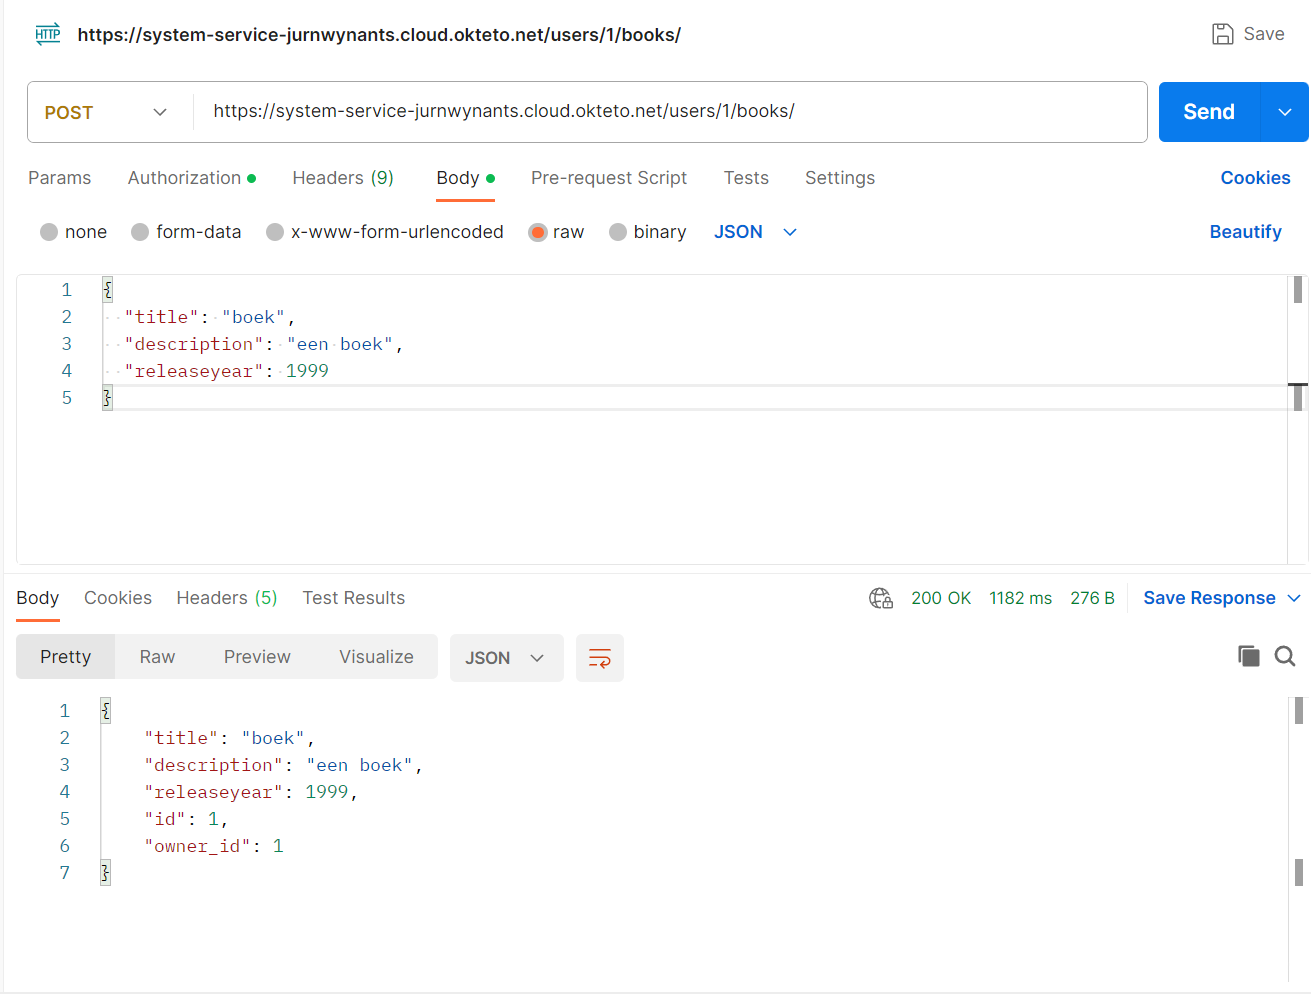 HTTP https://system-service-jurnwynants.cloud.okteto.net/users/1/books/ Save
POST https://system-service-jurnwynants.cloud.okteto.net/users/1/books/ Send
Params Authorization Headers (9) Body Pre-request Script Tests Settings Cookies
none form-data x-www-form-urlencoded raw binary JSON Beautify
1 {
2 "title": "boek",
3 "description": "een boek",
4 "releaseyear": 1999
5 }
Body Cookies Headers (5) Test Results 200 OK 1182 ms 276 B Save Response
Pretty Raw Preview Visualize JSON
1 {
2 "title": "boek",
3 "description": "een boek",
4 "releaseyear": 1999,
5 "id": 1,
6 "owner_id": 1
7 }